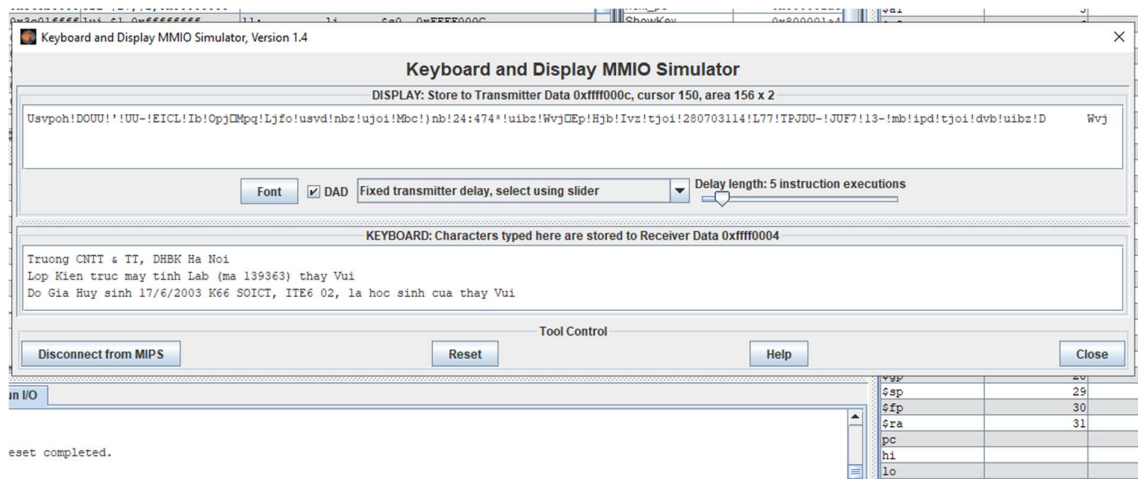 ShowKey
Keyboard and Display MMIO Simulator, Version 1.4
Keyboard and Display MMIO Simulator
DISPLAY: Store to Transmitter Data 0xffff000c, cursor 150, area 156 x 2
Usvpoh!DOUU!'!UU-!EICL!Ib!Opj□Mpq!Ljfo!usvd!nbz!ujoi!Mbc!)nb!24:474*!uibz!Wvj□Ep!Hjb!Ivz!tjoi!280703114!L77!TPJDU-!JUF7!13-!mb!ipd!tjoi!dvb!uibz!D Wvj
Font DAD Fixed transmitter delay, select using slider Delay length: 5 instruction executions
KEYBOARD: Characters typed here are stored to Receiver Data 0xffff0004
Truong CNTT & TT, DHBK Ha Noi
Lop Kien truc may tinh Lab (ma 139363) thay Vui
Do Gia Huy sinh 17/6/2003 K66 SOICT, ITE6 02, la hoc sinh cua thay Vui
Tool Control
Disconnect from MIPS Reset Help Close
un I/O
$gp 28
$sp 29
$fp 30
$ra 31
pc
hi
lo
eset completed.